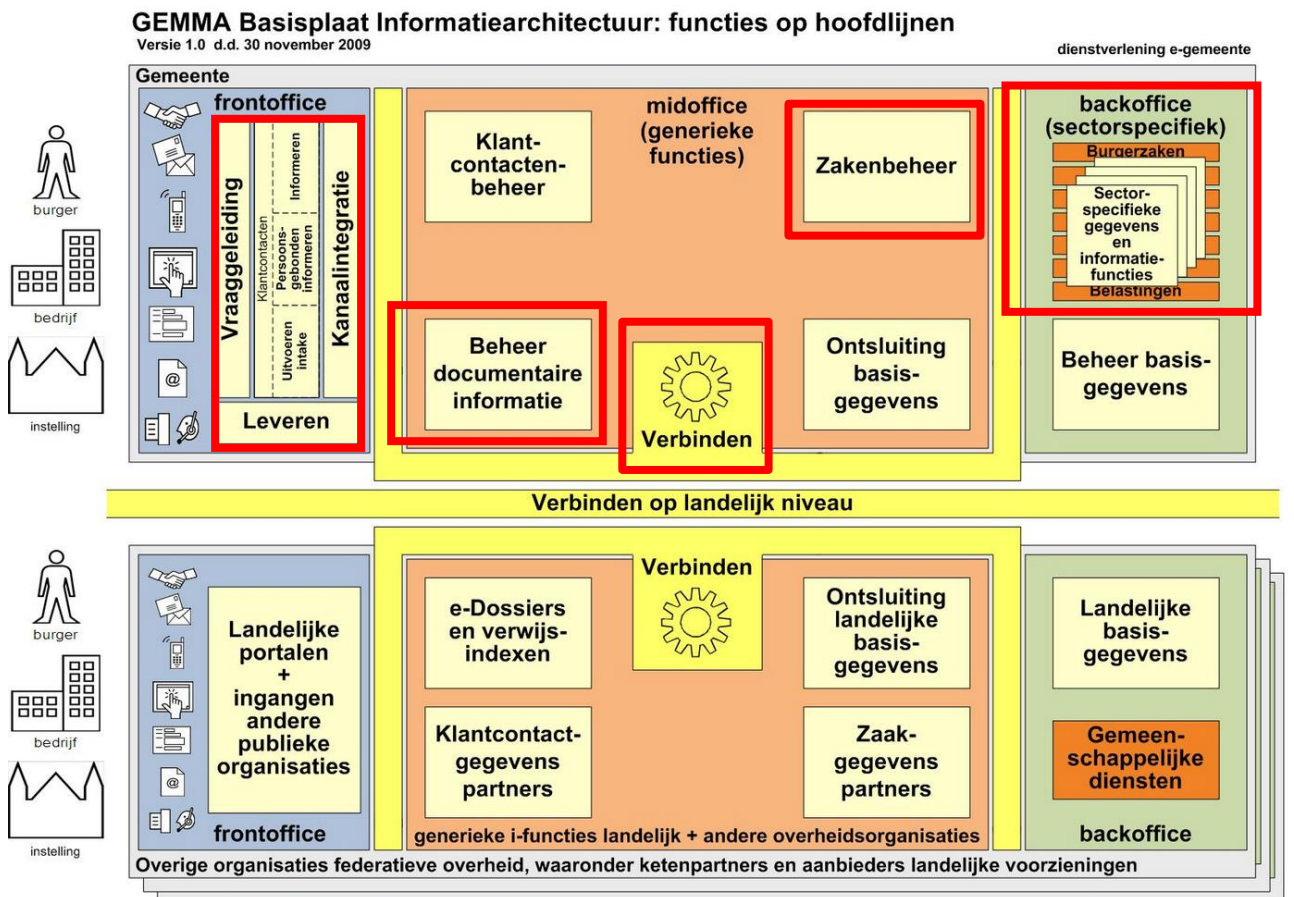 GEMMA Basisplaat Informatiearchitectuur: functies op hoofdlijnen
Versie 1.0 d.d. 30 november 2009
dienstverlening e-gemeente
Gemeente
frontoffice
Vraaggeleiding
Klantcontacten
Informeren
Persoons-
gebonden
informeren
Uitvoeren
intake
Kanaalintegratie
Leveren
burger
bedrijf
instelling
@
midoffice
(generieke
functies)
Klant-
contacten-
beheer
Zakenbeheer
Beheer
documentaire
informatie
Verbinden
Ontsluiting
basis-
gegevens
backoffice
(sectorspecifiek)
Burgerzaken
Sector-
specifieke
gegevens
en
informatie-
functies
Belastingen
Beheer basis-
gegevens
Verbinden op landelijk niveau
burger
bedrijf
instelling
@
Landelijke
portalen
+
ingangen
andere
publieke
organisaties
frontoffice
e-Dossiers
en verwijs-
indexen
Verbinden
Ontsluiting
landelijke
basis-
gegevens
Klantcontact-
gegevens
partners
Zaak-
gegevens
partners
generieke i-functies landelijk + andere overheidsorganisaties
Landelijke
basis-
gegevens
Gemeen-
schappelijke
diensten
backoffice
Overige organisaties federatieve overheid, waaronder ketenpartners en aanbieders landelijke voorzieningen